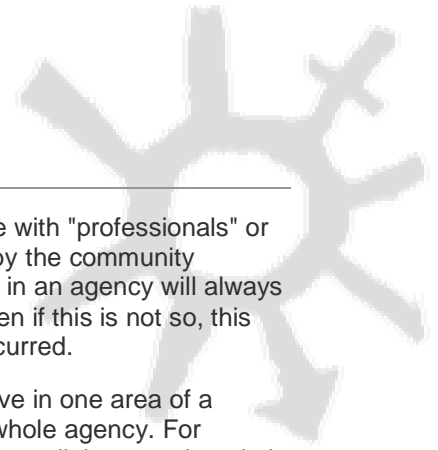 e with "professionals" or
by the community
in an agency will always
en if this is not so, this
curred.
ve in one area of a
whole agency. For